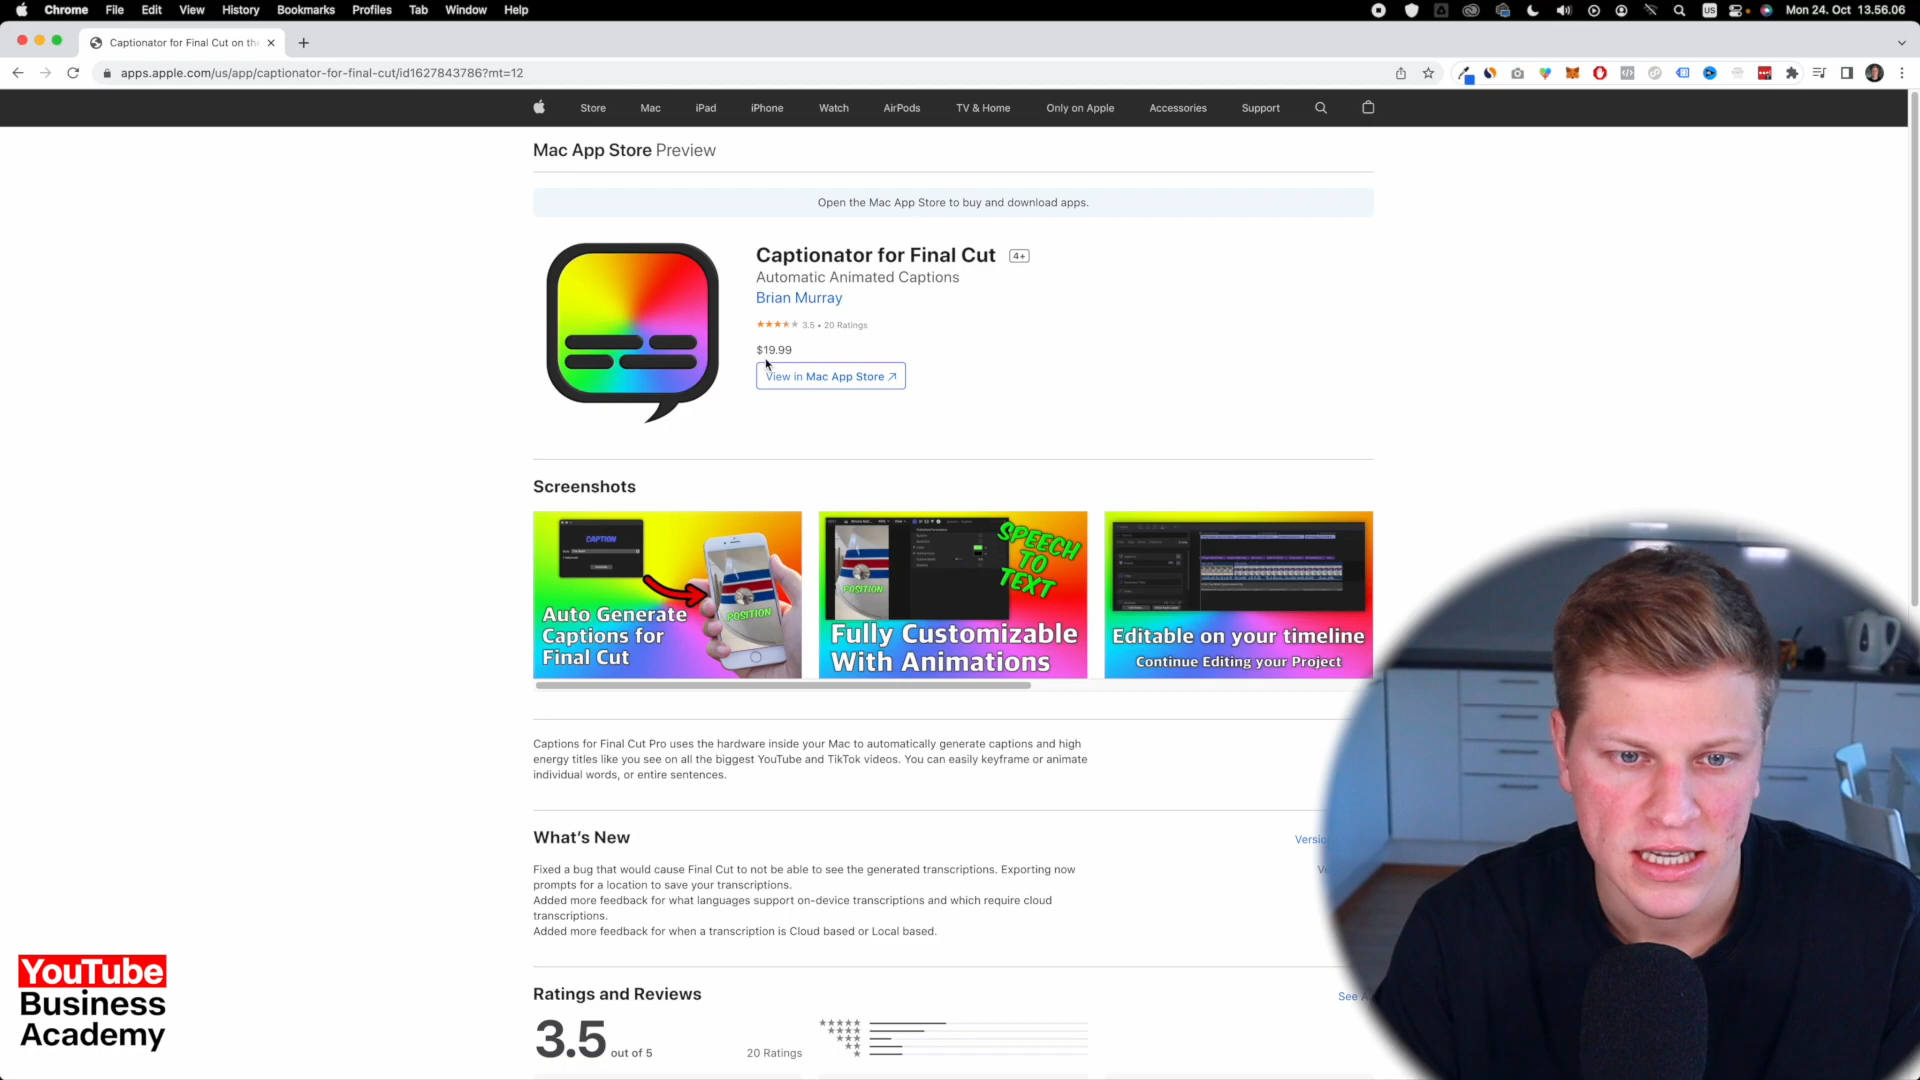 Chrome File Edit View History Bookmarks Profiles Tab Window Help
US Mon 24. Oct 13.56.06
Captionator for Final Cut on th
apps.apple.com/us/app/captionator-for-final-cut/id1627843786?mt=12
Store Mac iPad iPhone Watch AirPods TV & Home Only on Apple Accessories Support
Mac App Store Preview
Open the Mac App Store to buy and download apps.
Captionator for Final Cut 4+
Automatic Animated Captions
Brian Murray
3.5 • 20 Ratings
$19.99
View in Mac App Store
Screenshots
CAPTION
POSITION
Auto Generate
Captions for
Final Cut
POSITION
SPEECH
TO
TEXT
Fully Customizable
With Animations
Editable on your timeline
Continue Editing your Project
Captions for Final Cut Pro uses the hardware inside your Mac to automatically generate captions and high
energy titles like you see on all the biggest YouTube and TikTok videos. You can easily keyframe or animate
individual words, or entire sentences.
What's New
Versio
Fixed a bug that would cause Final Cut to not be able to see the generated transcriptions. Exporting now
prompts for a location to save your transcriptions.
Ve
Added more feedback for what languages support on-device transcriptions and which require cloud
transcriptions.
Added more feedback for when a transcription is Cloud based or Local based.
Ratings and Reviews
See A
3.5 out of 5
20 Ratings
YouTube
Business
Academy